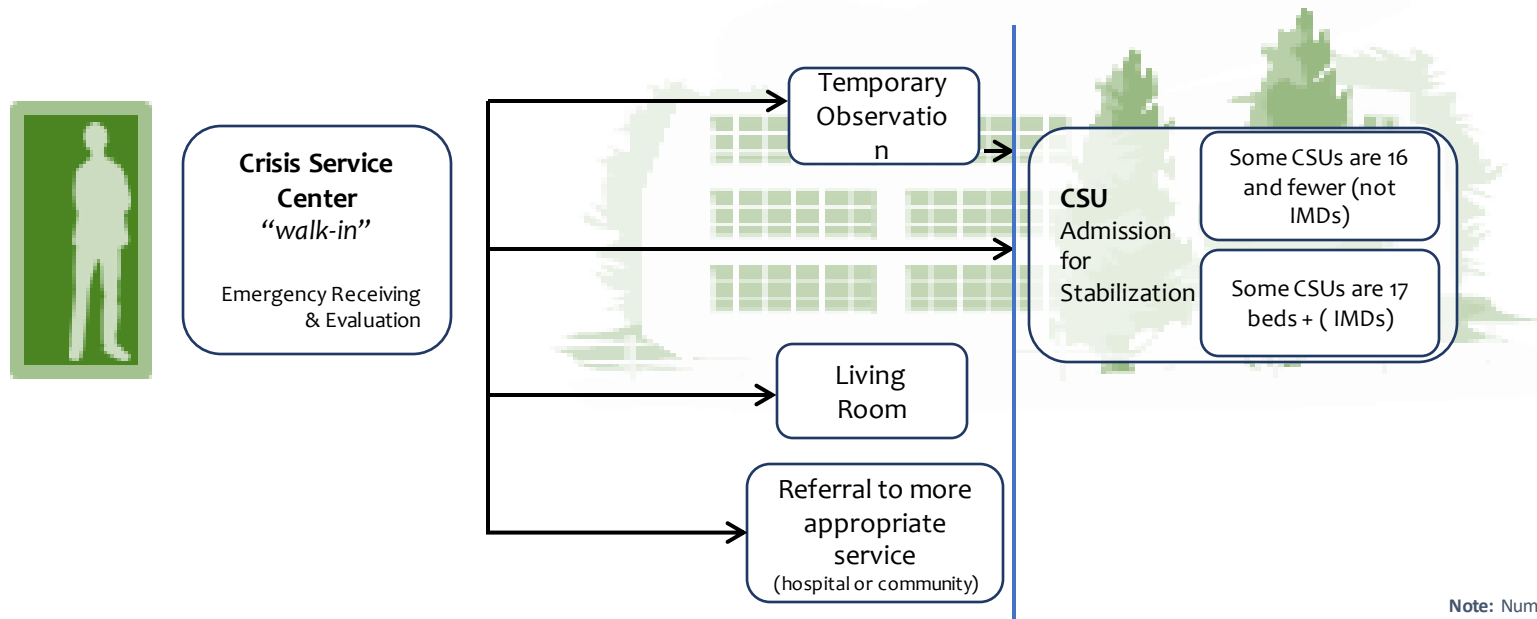 Crisis Service
Center
“walk-in”
Emergency Receiving
& Evaluation
Temporary
Observatio
n
Living
Room
Referral to more
appropriate
service
(hospital or community)
CSU
Admission
for
Stabilization
Some CSUs are 16
and fewer (not
IMDs)
Some CSUs are 17
beds + ( IMDs)
Note: Num